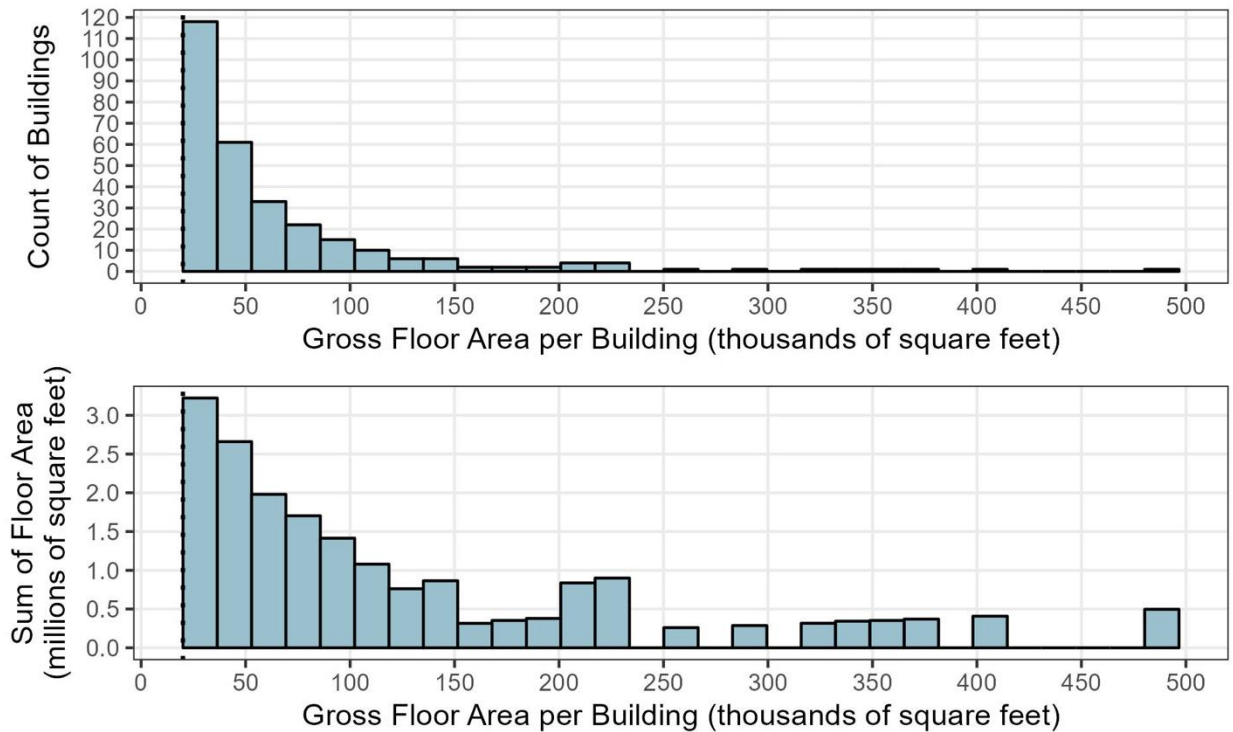 Count of Buildings
120
110
100
90
80
70
60
50
40
30
20
10
0
0 50 100 150 200 250 300 350 400 450 500
Gross Floor Area per Building (thousands of square feet)
Sum of Floor Area
(millions of square feet)
3.0
2.5
2.0
1.5
1.0
0.5
0.0
0 50 100 150 200 250 300 350 400 450 500
Gross Floor Area per Building (thousands of square feet)